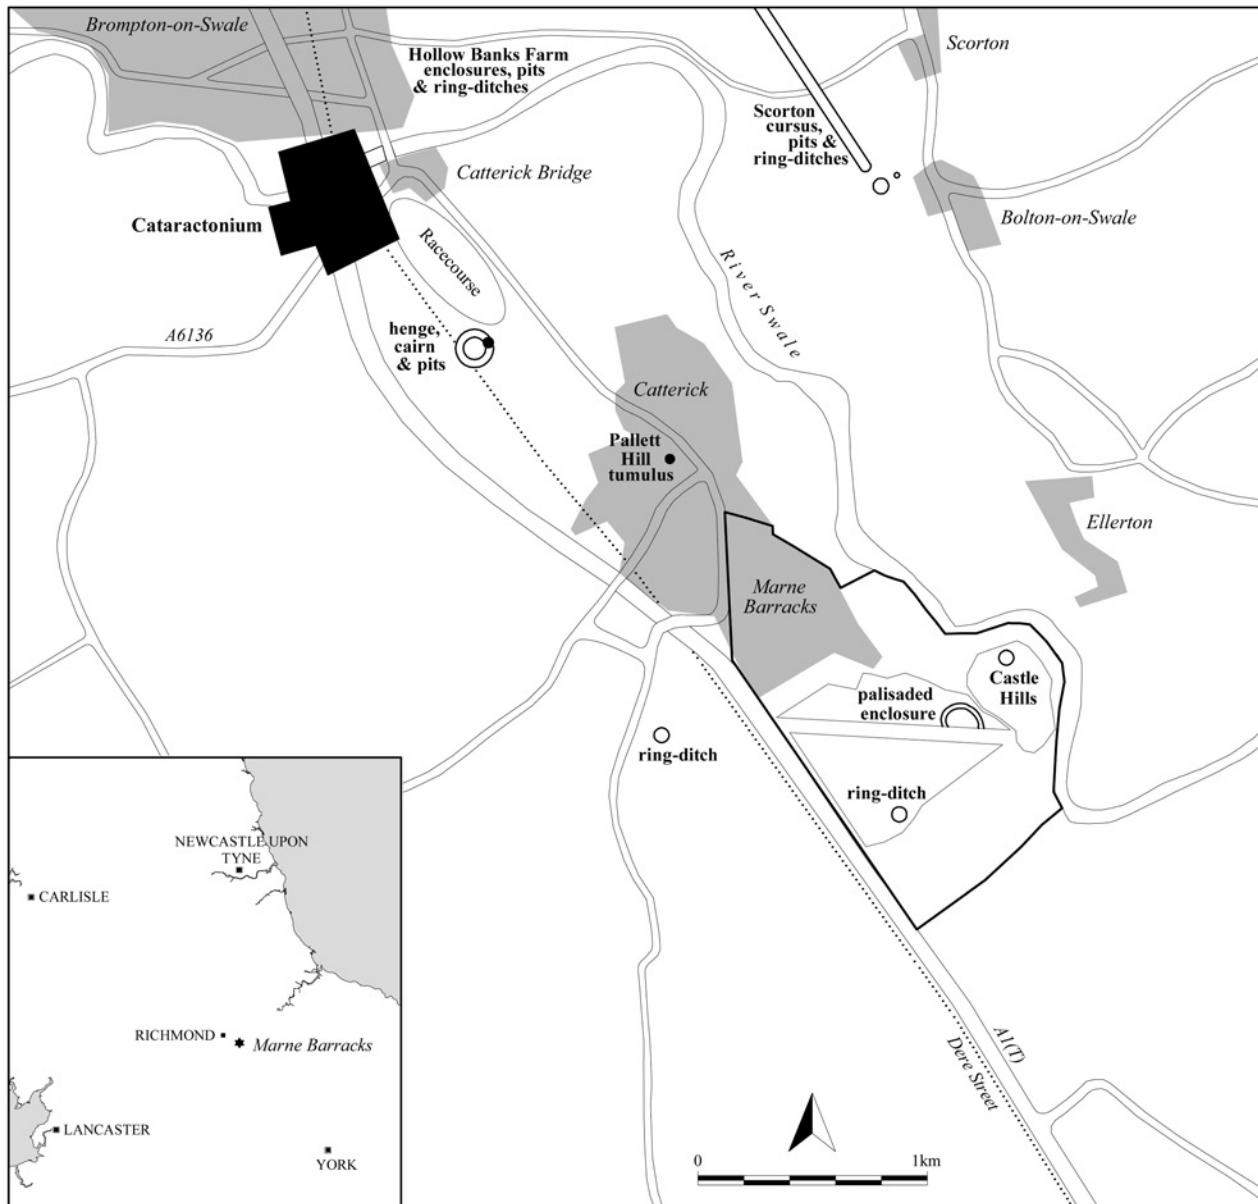 Brompton-on-Swale
Hollow Banks Farm
enclosures, pits
& ring-ditches
Scorton
Scorton
cursus,
pits &
ring-ditches
Catterick Bridge
Bolton-on-Swale
Cataractonium
Racecourse
River Swale
A6136
henge,
cairn
& pits
Catterick
Pallett
Hill
tumulus
Ellerton
Marne
Barracks
Castle
Hills
palisaded
enclosure
ring-ditch
ring-ditch
NEWCASTLE UPON
TYNE
CARLISLE
RICHMOND
Marne Barracks
LANCASTER
YORK
A1(T)
Dere Street
0
1km